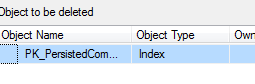 Object to be deleted
Object Name Object Type Own
PK_PersistedCom... Index